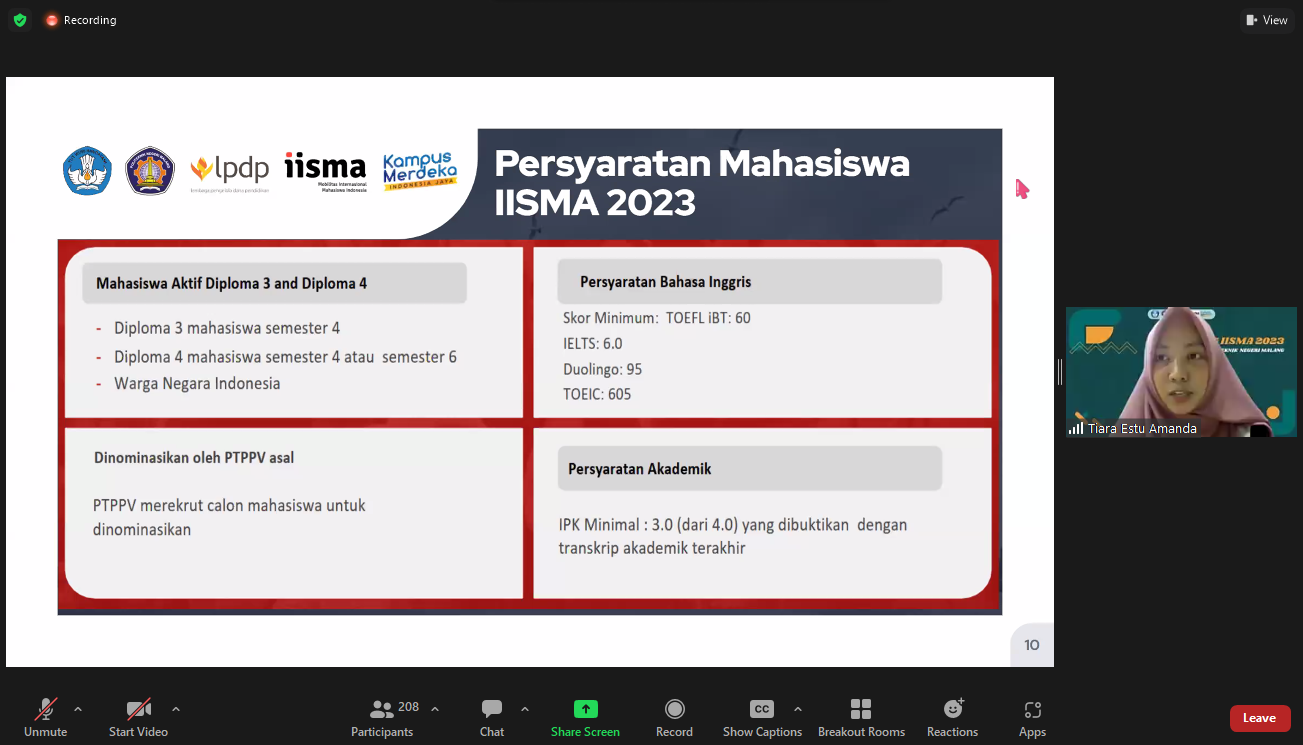 Recording
View
lpdp
lembaga pengelola dana pendidikan
iisma
Mobilitas Internasional
Mahasiswa Indonesia
Kampus
Merdeka
INDONESIA JAYA
Persyaratan Mahasiswa
IISMA 2023
Mahasiswa Aktif Diploma 3 and Diploma 4
- Diploma 3 mahasiswa semester 4
- Diploma 4 mahasiswa semester 4 atau semester 6
- Warga Negara Indonesia
Persyaratan Bahasa Inggris
Skor Minimum: TOEFL iBT: 60
IELTS: 6.0
Duolingo: 95
TOEIC: 605
Dinominasikan oleh PTPPV asal
PTPPV merekrut calon mahasiswa untuk
dinominasikan
Persyaratan Akademik
IPK Minimal : 3.0 (dari 4.0) yang dibuktikan dengan
transkrip akademik terakhir
10
IISMA 2023
NEGERI MALANG
Tiara Estu Amanda
Unmute
Start Video
208
Participants
Chat
Share Screen
Record
CC
Show Captions
Breakout Rooms
Reactions
Apps
Leave